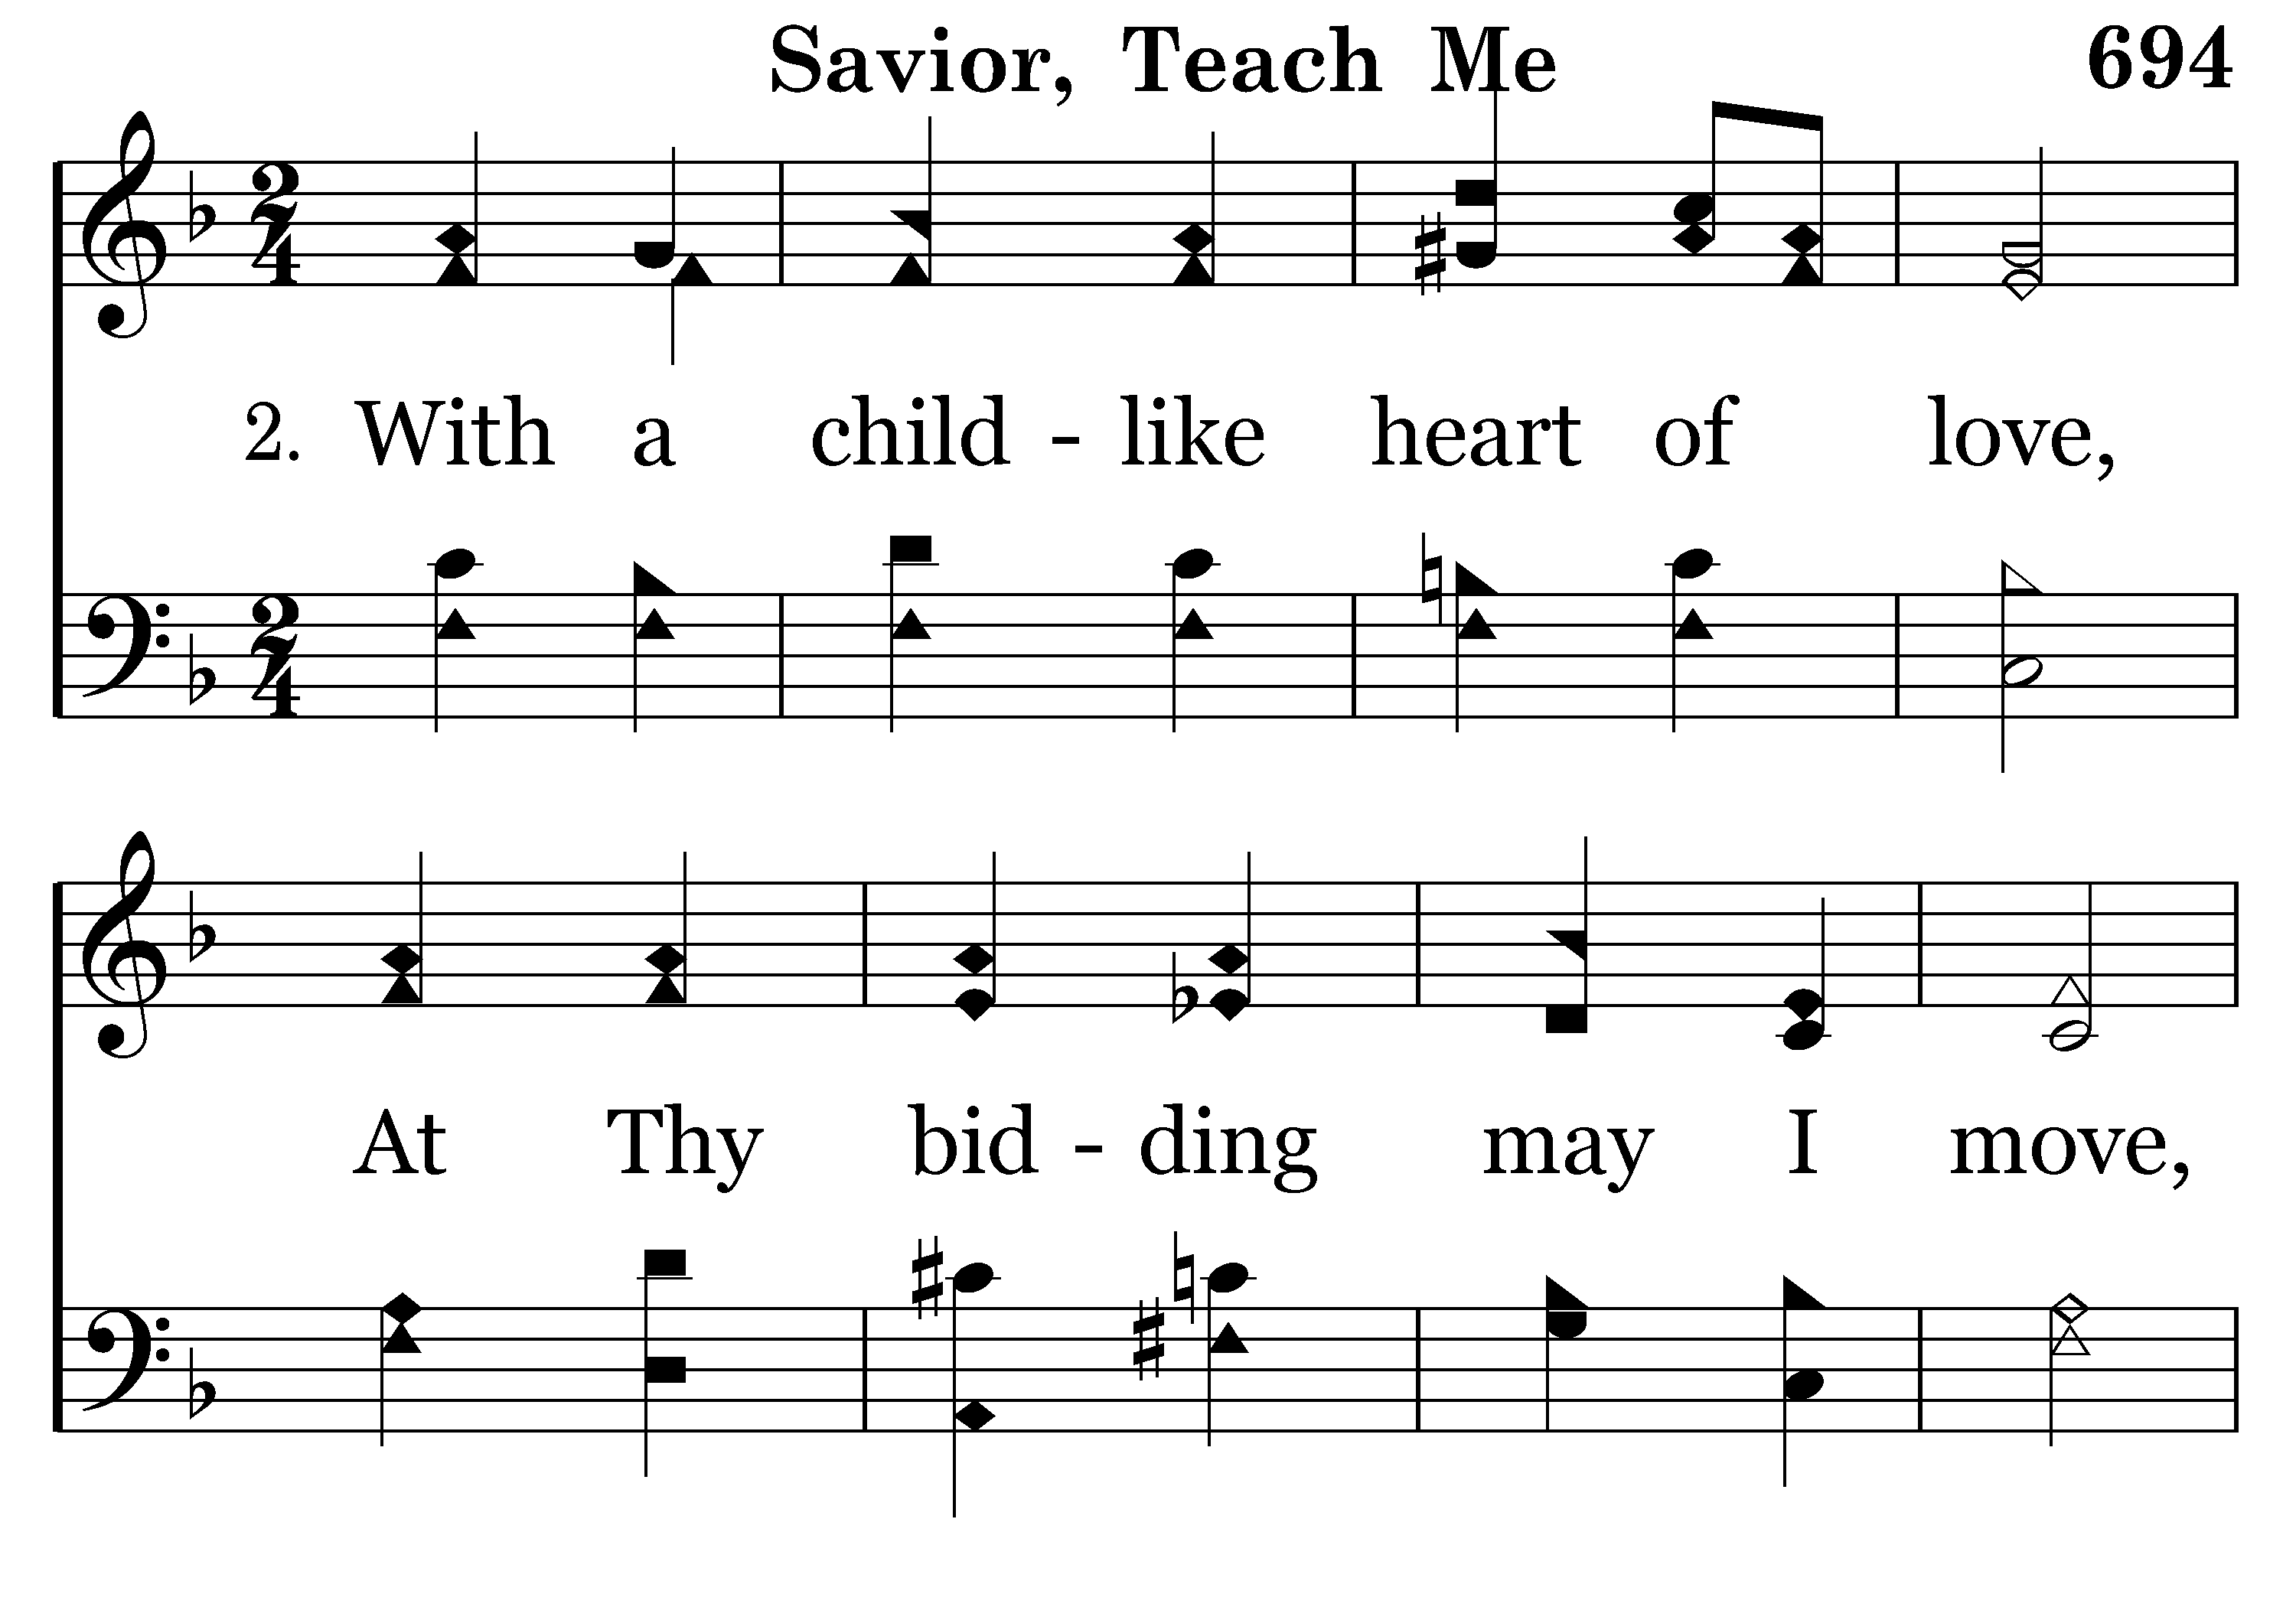 Savior, Teach Me 694
2. With a child - like heart of love,
At Thy bid - ding may I move,